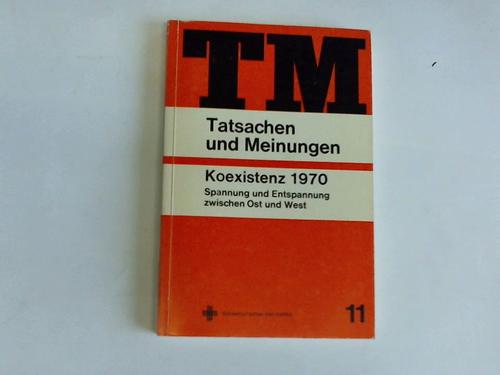 TM
Tatsachen
und Meinungen
Koexistenz 1970
Spannung und Entspannung
zwischen Ost und West
11